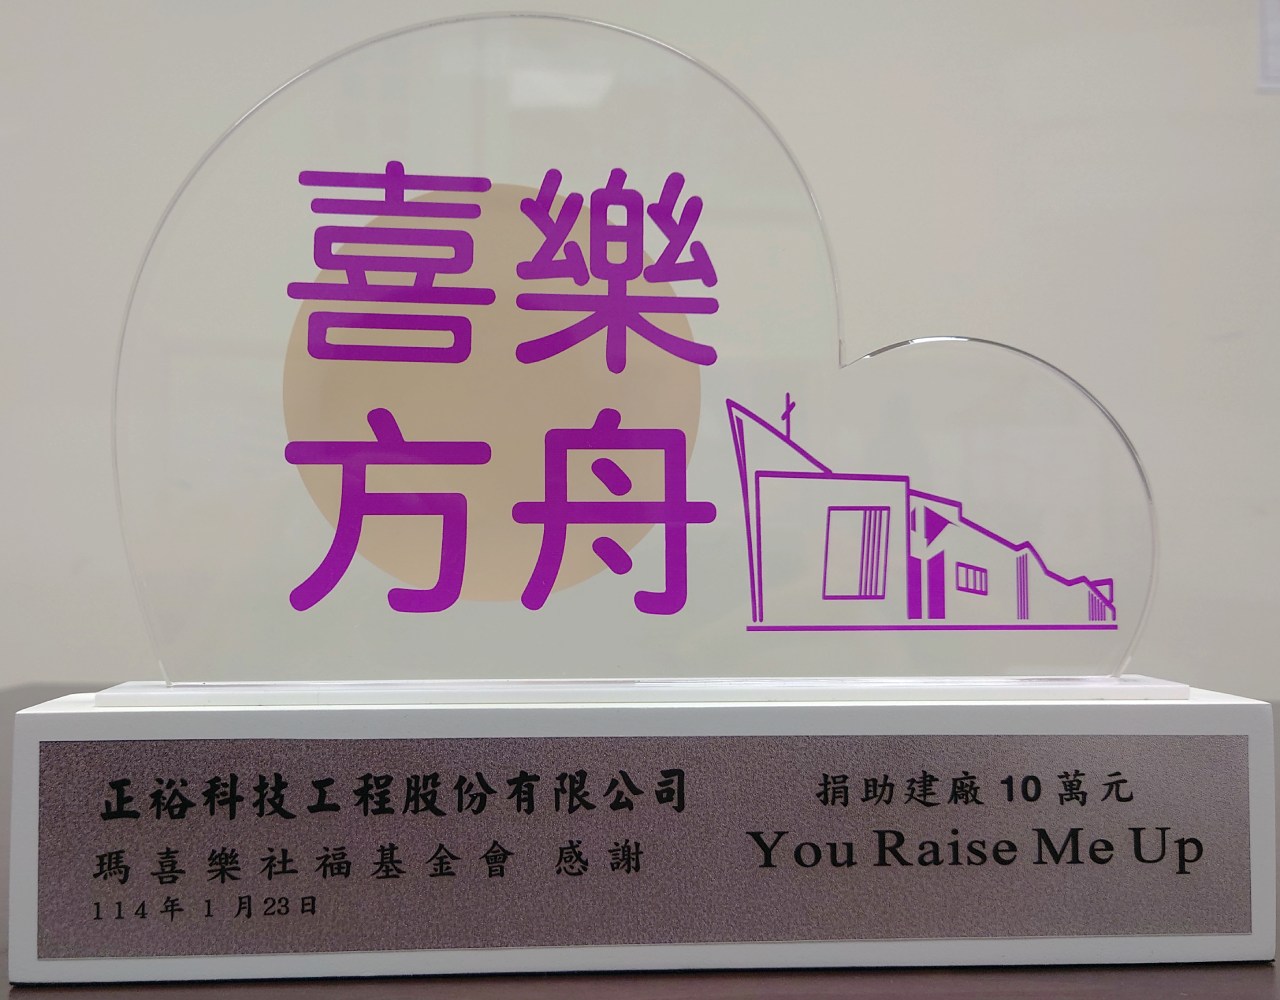 喜樂
方舟
正裕科技工程股份有限公司
瑪喜樂社福基金會 感謝
114年1月23日
捐助建廠 10 萬元
You Raise Me Up